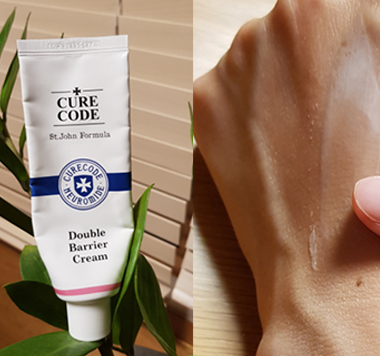 CURE
CODE
St.John Formula
CURECODE
NEUROMIDE
Double
Barrier
Cream